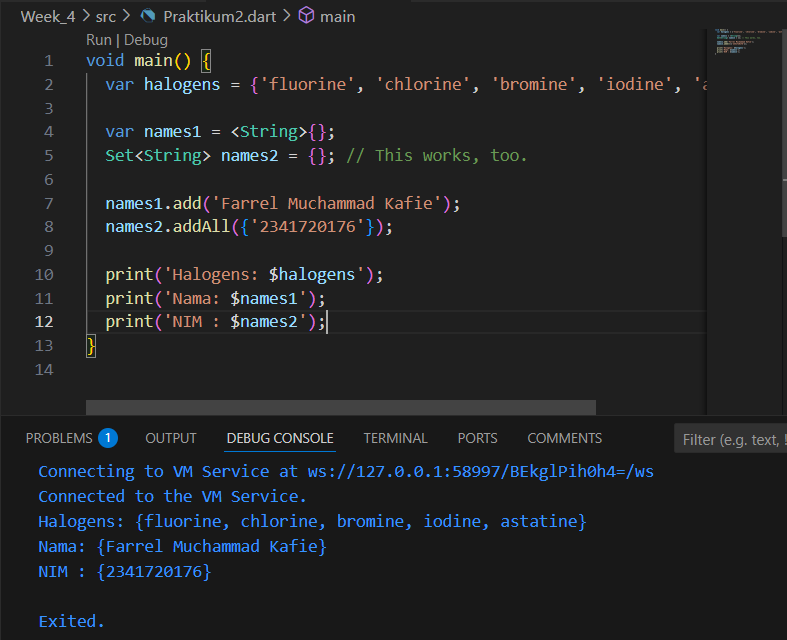 Week_4 > src > Praktikum2.dart > main
Run | Debug
1 void main() {
2 var halogens = {'fluorine', 'chlorine', 'bromine', 'iodine', 'a
3
4 var names1 = <String>{};
5 Set<String> names2 = {}; // This works, too.
6
7 names1.add('Farrel Muchammad Kafie');
8 names2.addAll({'2341720176'});
9
10 print('Halogens: $halogens');
11 print('Nama: $names1');
12 print('NIM : $names2');
13 }
14
PROBLEMS 1 OUTPUT DEBUG CONSOLE TERMINAL PORTS COMMENTS Filter (e.g. text, !
Connecting to VM Service at ws://127.0.0.1:58997/BEkglPih0h4=/ws
Connected to the VM Service.
Halogens: {fluorine, chlorine, bromine, iodine, astatine}
Nama: {Farrel Muchammad Kafie}
NIM : {2341720176}
Exited.